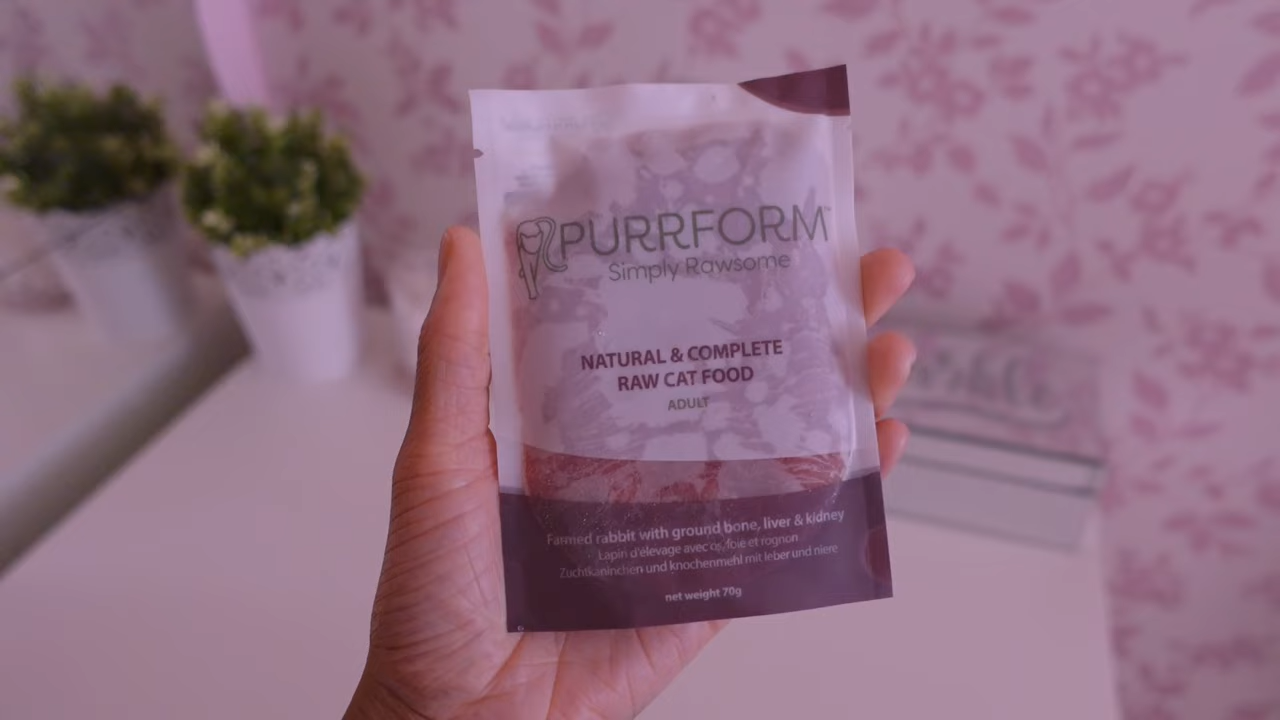 PURRFORM™
Simply Rawsome
NATURAL & COMPLETE
RAW CAT FOOD
ADULT
Farmed rabbit with ground bone, liver & kidney
Lapin d'élevage avec os, foie et rognon
Zuchtkaninchen und knochenmehl mit leber und niere
net weight 70g